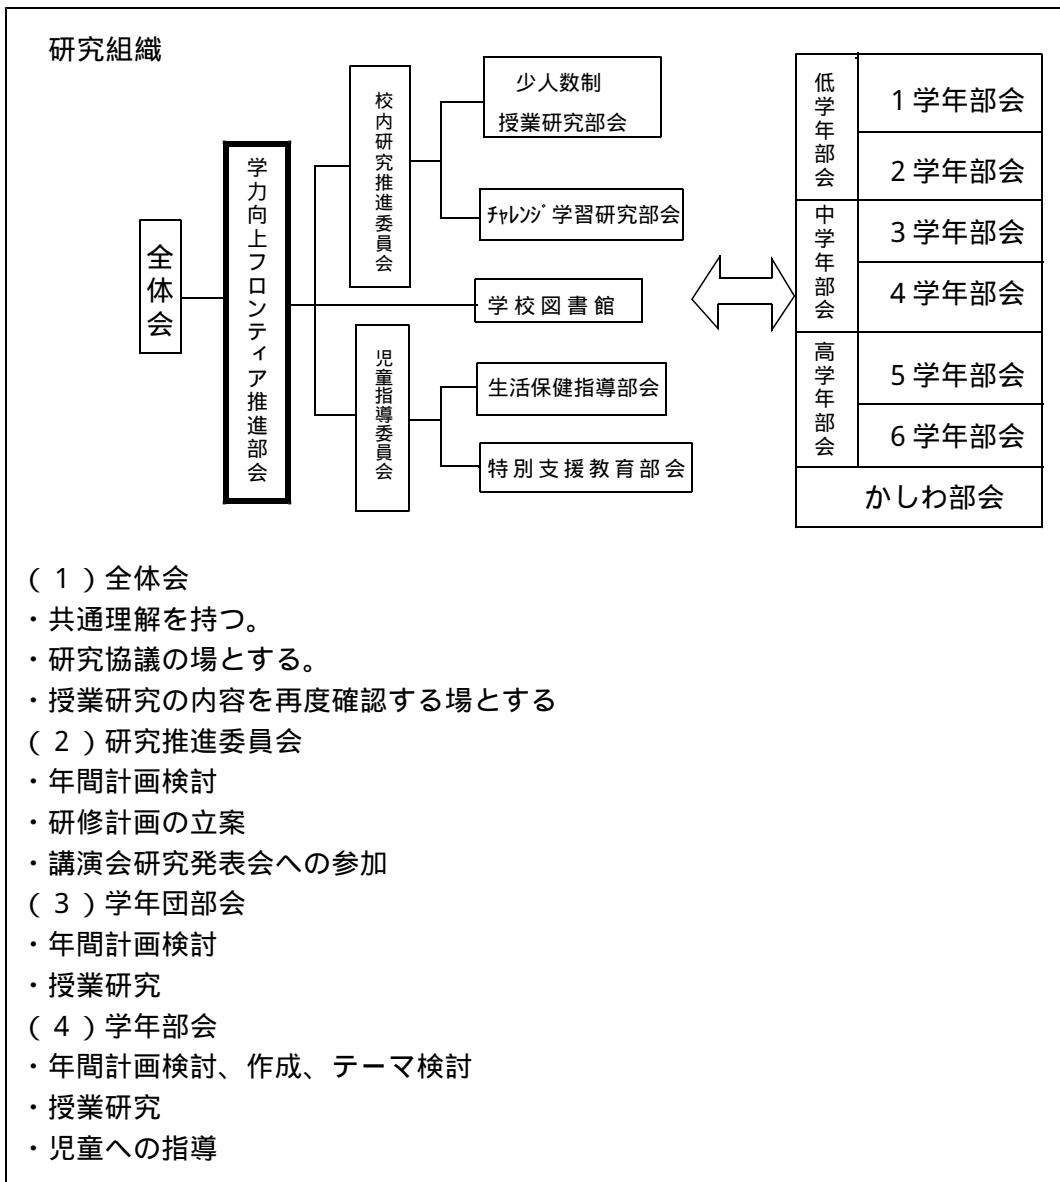 研究組織
全体会
学力向上フロンティア推進部会
校内研究推進委員会
少人数制
授業研究部会
ﾁｬﾚﾝｼﾞ学習研究部会
学校図書館
児童指導委員会
生活保健指導部会
特別支援教育部会
低学年部会
1学年部会
2学年部会
中学年部会
3学年部会
4学年部会
高学年部会
5学年部会
6学年部会
かしわ部会
(1)全体会
・共通理解を持つ。
・研究協議の場とする。
・授業研究の内容を再度確認する場とする
(2)研究推進委員会
・年間計画検討
・研修計画の立案
・講演会研究発表会への参加
(3)学年団部会
・年間計画検討
・授業研究
(4)学年部会
・年間計画検討、作成、テーマ検討
・授業研究
・児童への指導